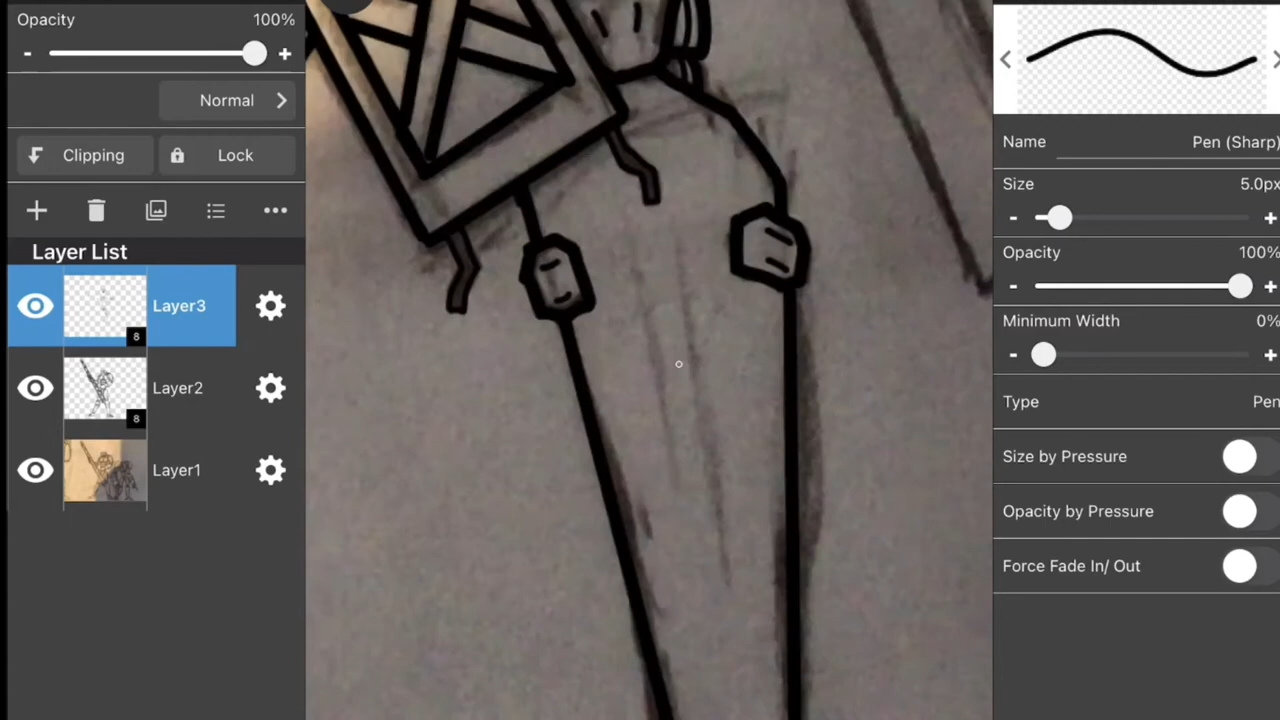 Opacity 100%
- +
Normal
Clipping Lock
Layer List
8 Layer3
8 Layer2
Layer1
Name Pen (Sharp)
Size 5.0px
- +
Opacity 100%
- +
Minimum Width 0%
- +
Type Pen
Size by Pressure
Opacity by Pressure
Force Fade In/ Out